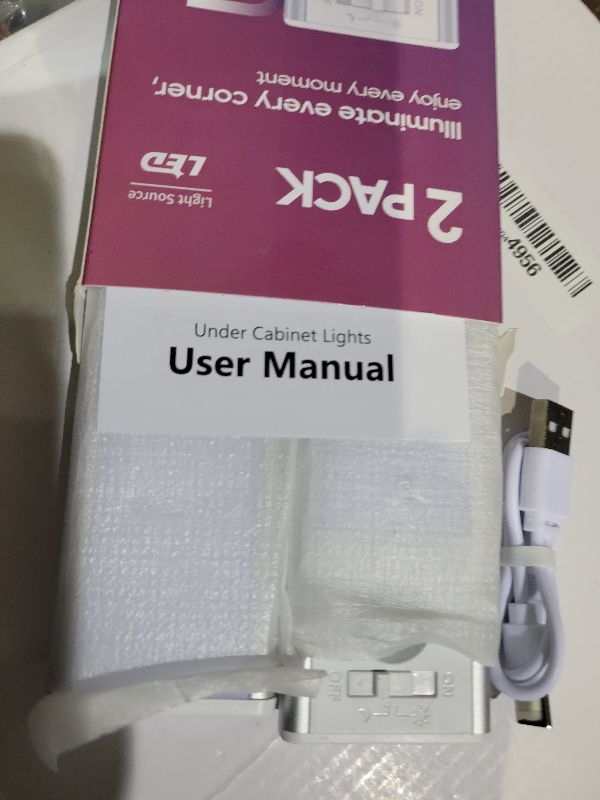 ON
Illuminate every corner,
enjoy every moment
2 PACK
Light Source
LED
4956
Under Cabinet Lights
User Manual
OFF
ON